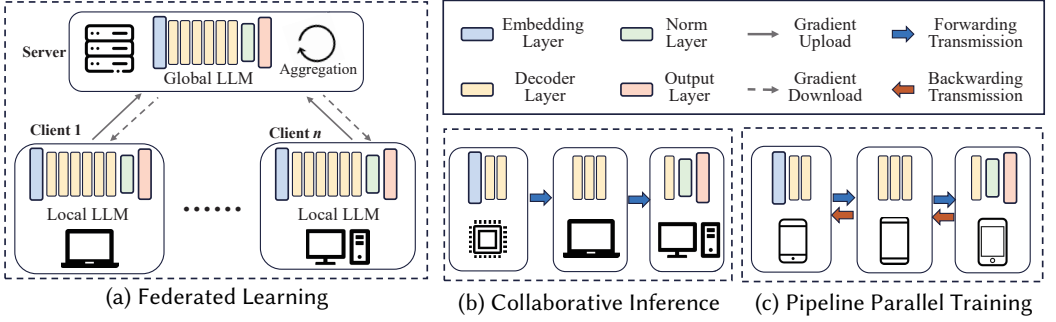 Server
Global LLM
Aggregation
Client 1
Client n
Local LLM
......
Local LLM
(a) Federated Learning
Embedding
Layer
Norm
Layer
Gradient
Upload
Forwarding
Transmission
Decoder
Layer
Output
Layer
Gradient
Download
Backwarding
Transmission
(b) Collaborative Inference
(c) Pipeline Parallel Training